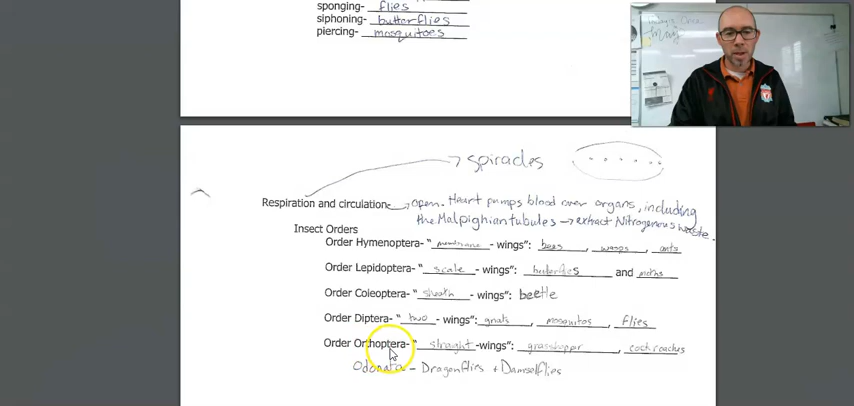 sponging- flies
siphoning- butterflies
piercing- mosquitoes
→ spiracles
Respiration and circulation → open. Heart pumps blood over organs, including
the Malpighian tubules → extract Nitrogenous waste.
Insect Orders
Order Hymenoptera- "membrane - wings": bees, wasps, ants
Order Lepidoptera- "scale - wings": butterflies and moths
Order Coleoptera- "sheath - wings": beetle
Order Diptera- "two - wings": gnats, mosquitos, flies
Order Orthoptera- "straight -wings": grasshoppr, cockroaches
Odonata - Dragonflies + Damselflies